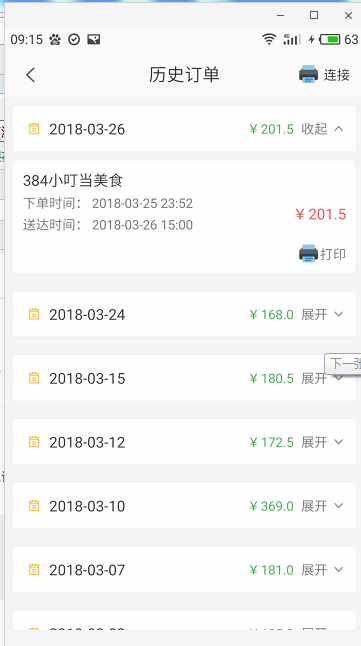 09:15 4G 63
历史订单 连接
2018-03-26 ¥ 201.5 收起
384小叮当美食
下单时间： 2018-03-25 23:52
¥ 201.5
送达时间： 2018-03-26 15:00
打印
2018-03-24 ¥ 168.0 展开
下一张
2018-03-15 ¥ 180.5 展开
2018-03-12 ¥ 172.5 展开
2018-03-10 ¥ 369.0 展开
2018-03-07 ¥ 181.0 展开